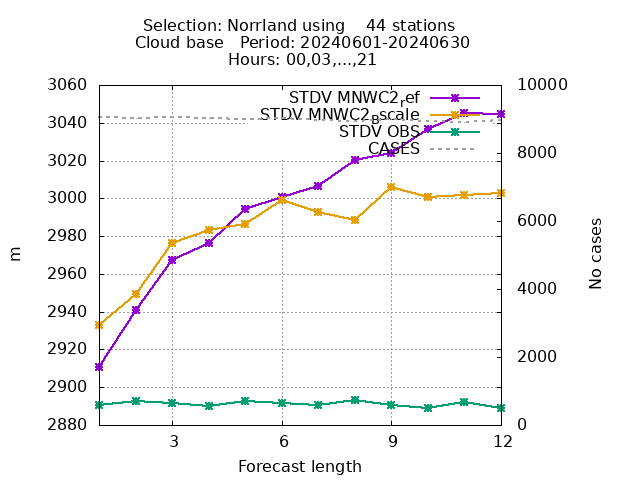 Selection: Norrland using    44 stations
Cloud base   Period: 20240601-20240630
Hours: 00,03,...,21
STDV MNWC2ref
STDV MNWC2Bscale
STDV OBS
CASES
3060
3040
3020
3000
2980
2960
2940
2920
2900
2880
10000
8000
6000
4000
2000
0
m
No cases
3
6
9
12
Forecast length